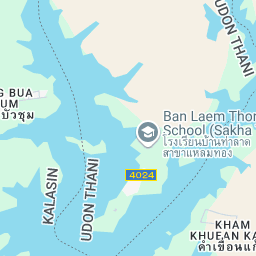 UDON THANI
G BUA
UM
บัวชุม
Ban Laem Thon
School (Sakha
โรงเรียนบ้านท่าลาด
สาขาแหลมทอง
4024
KALASIN
UDON THANI
KHAM
KHUEAN KA
คำเขื่อนแก้